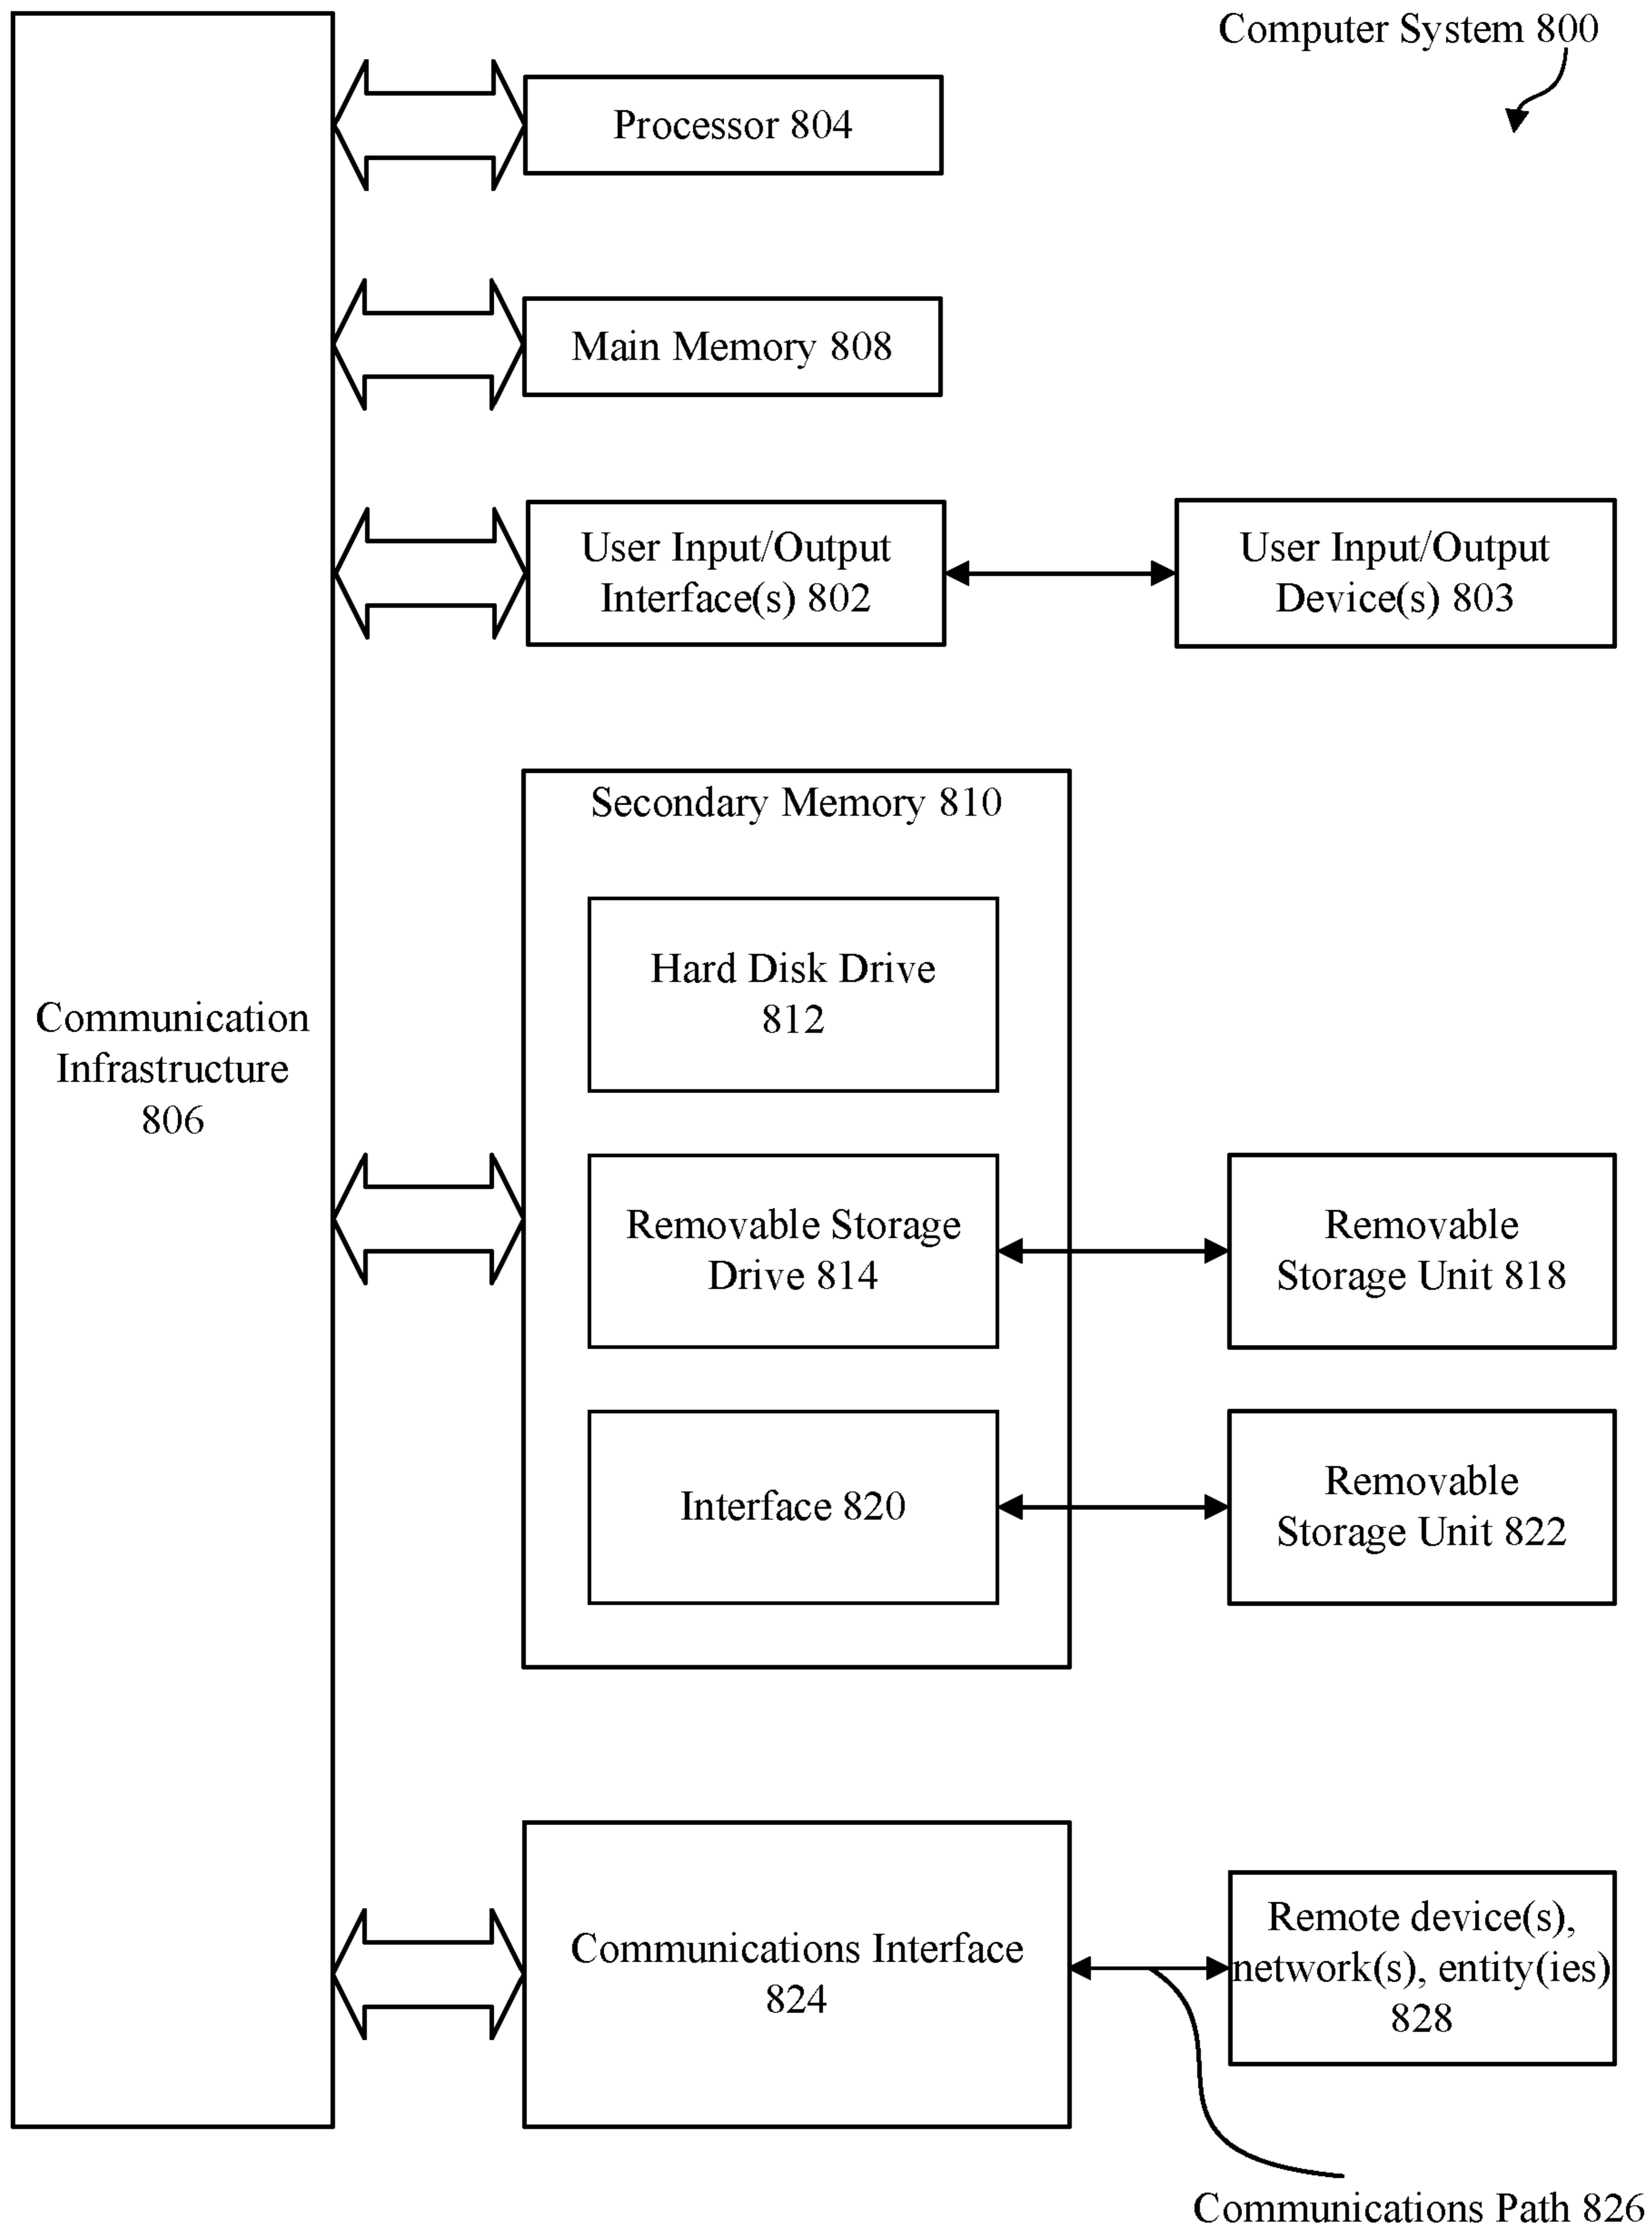 Computer System 800
Processor 804
Main Memory 808
User Input/Output
Interface(s) 802
User Input/Output
Device(s) 803
Secondary Memory 810
Hard Disk Drive
812
Communication
Infrastructure
806
Removable Storage
Drive 814
Removable
Storage Unit 818
Interface 820
Removable
Storage Unit 822
Communications Interface
824
Remote device(s),
network(s), entity(ies)
828
Communications Path 826